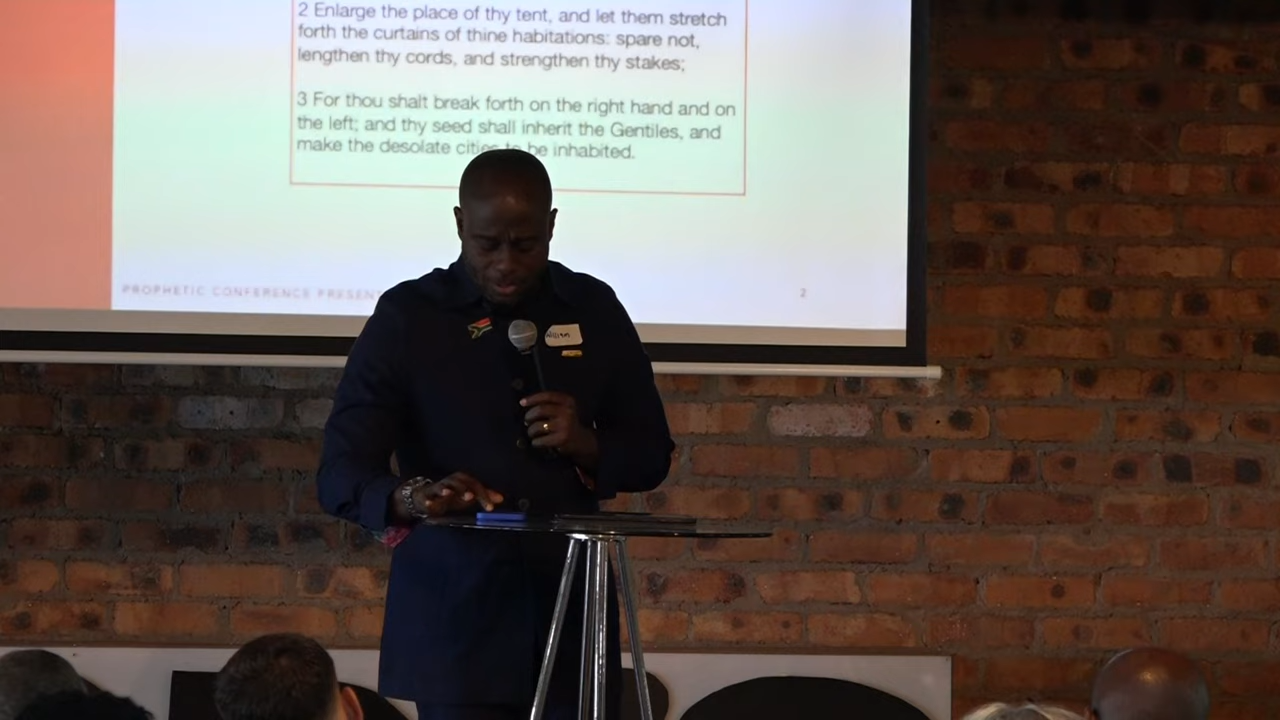 2 Enlarge the place of thy tent, and let them stretch
forth the curtains of thine habitations: spare not,
lengthen thy cords, and strengthen thy stakes;
3 For thou shalt break forth on the right hand and on
the left; and thy seed shall inherit the Gentiles, and
make the desolate cities to be inhabited.
PROPHETIC CONFERENCE PRESENT
2
William